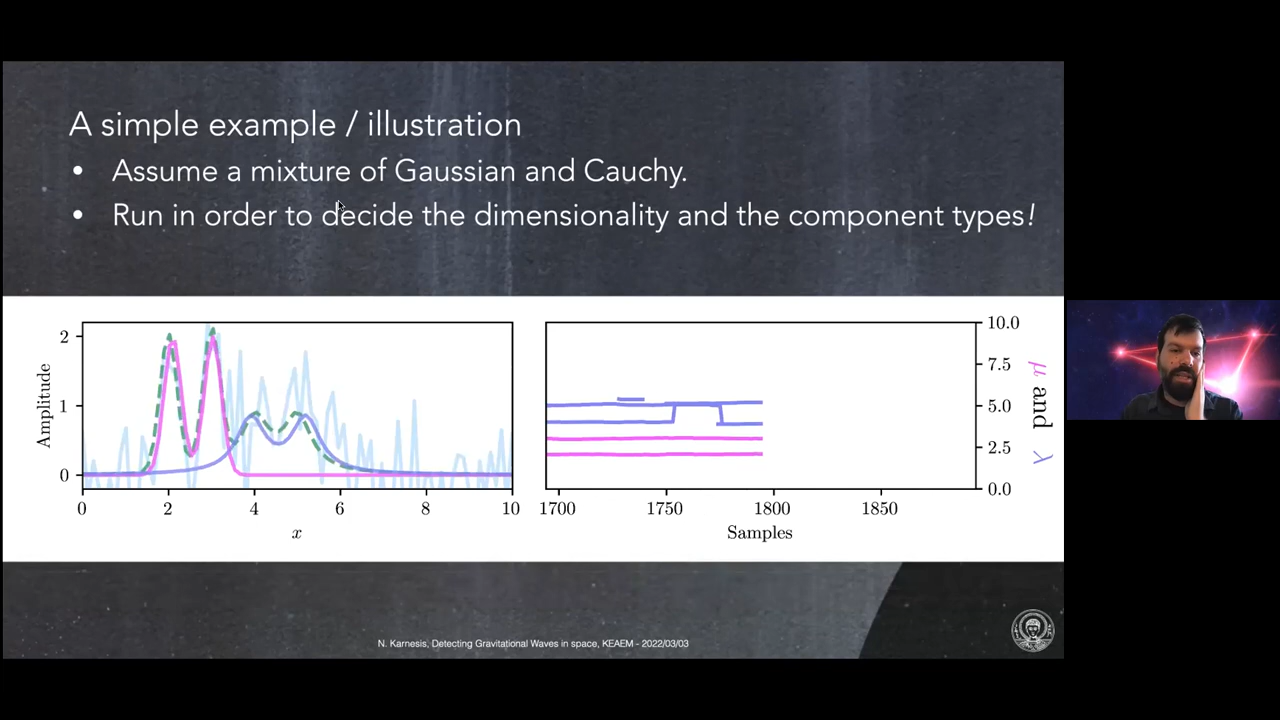 A simple example / illustration
• Assume a mixture of Gaussian and Cauchy.
• Run in order to decide the dimensionality and the component types!
Amplitude
2
1
0
0 2 4 6 8 10
x
10.0
7.5
5.0
2.5
0.0
1700 1750 1800 1850
Samples
μ and λ
N. Karnesis, Detecting Gravitational Waves in space, KEAEM - 2022/03/03